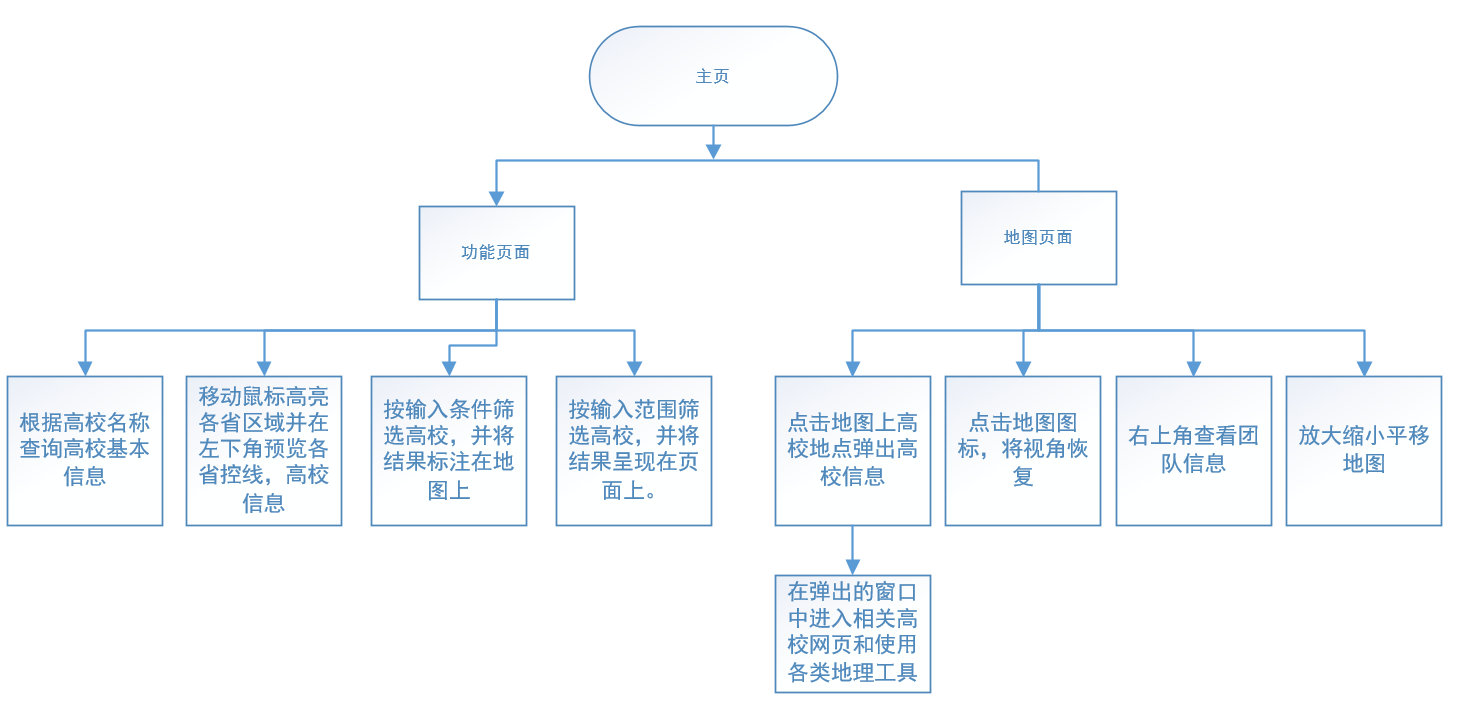 主页
功能页面
地图页面
根据高校名称
查询高校基本
信息
移动鼠标高亮
各省区域并在
左下角预览各
省控线，高校
信息
按输入条件筛
选高校，并将
结果标注在地
图上
按输入范围筛
选高校，并将
结果呈现在页
面上。
点击地图上高
校地点弹出高
校信息
点击地图图
标，将视角恢
复
右上角查看团
队信息
放大缩小平移
地图
在弹出的窗口
中进入相关高
校网页和使用
各类地理工具